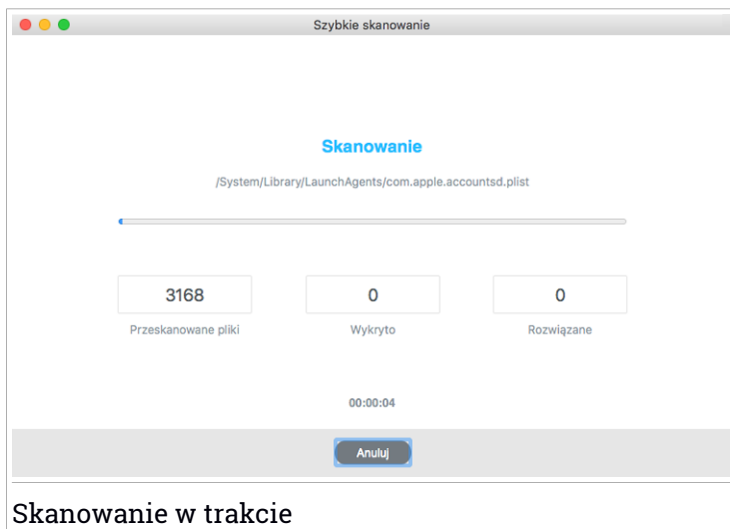 Szybkie skanowanie
Skanowanie
/System/Library/LaunchAgents/com.apple.accountsd.plist
3168 0 0
Przeskanowane pliki Wykryto Rozwiązane
00:00:04
Anuluj
Skanowanie w trakcie